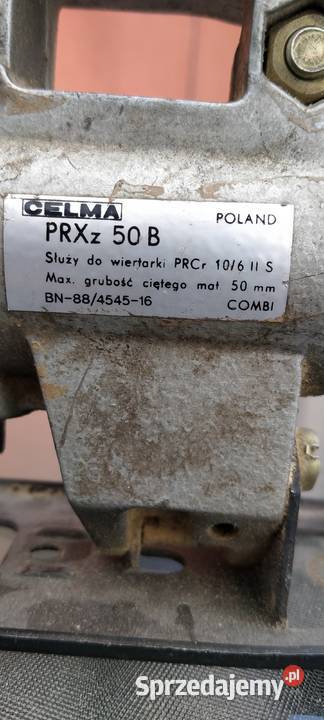 CELMA
POLAND
PRXz 50 B
Służy do wiertarki PRCr 10/6 II S
Max. grubość ciętego mat. 50 mm
BN-88/4545-16 COMBI
Sprzedajemy.pl